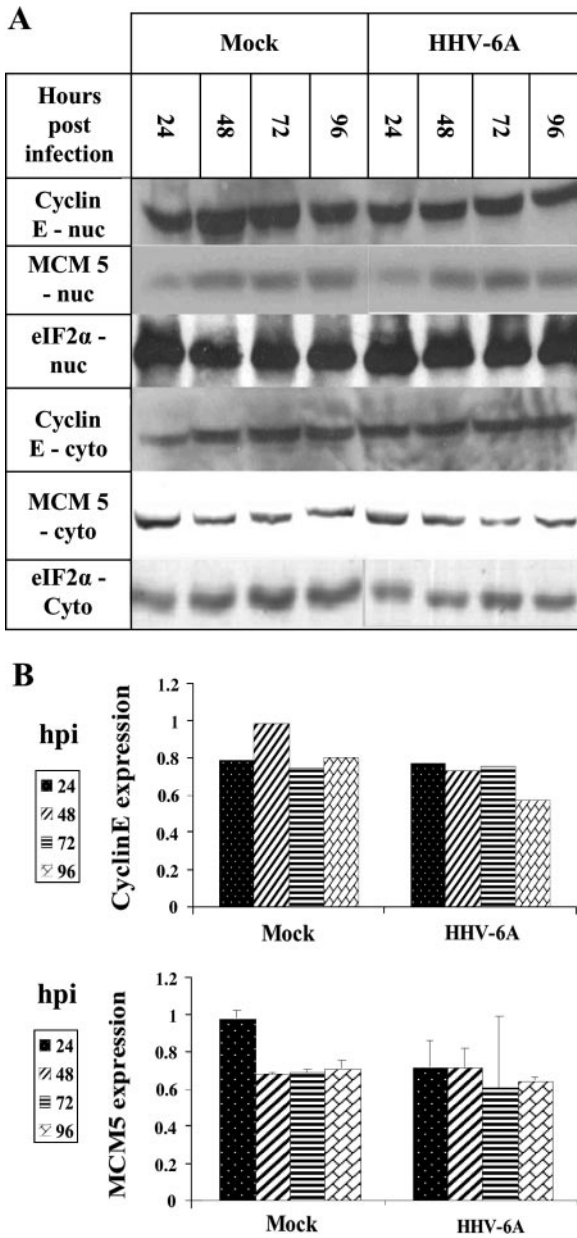 A
Mock HHV-6A
Hours
post
infection
24 48 72 96 24 48 72 96
Cyclin
E - nuc
MCM 5
- nuc
eIF2α -
nuc
Cyclin
E - cyto
MCM 5
- cyto
eIF2α -
Cyto
B
hpi
24
48
72
96
CyclinE expression
1.2
1
0.8
0.6
0.4
0.2
0
Mock HHV-6A
hpi
24
48
72
96
MCM5 expression
1.2
1
0.8
0.6
0.4
0.2
0
Mock HHV-6A